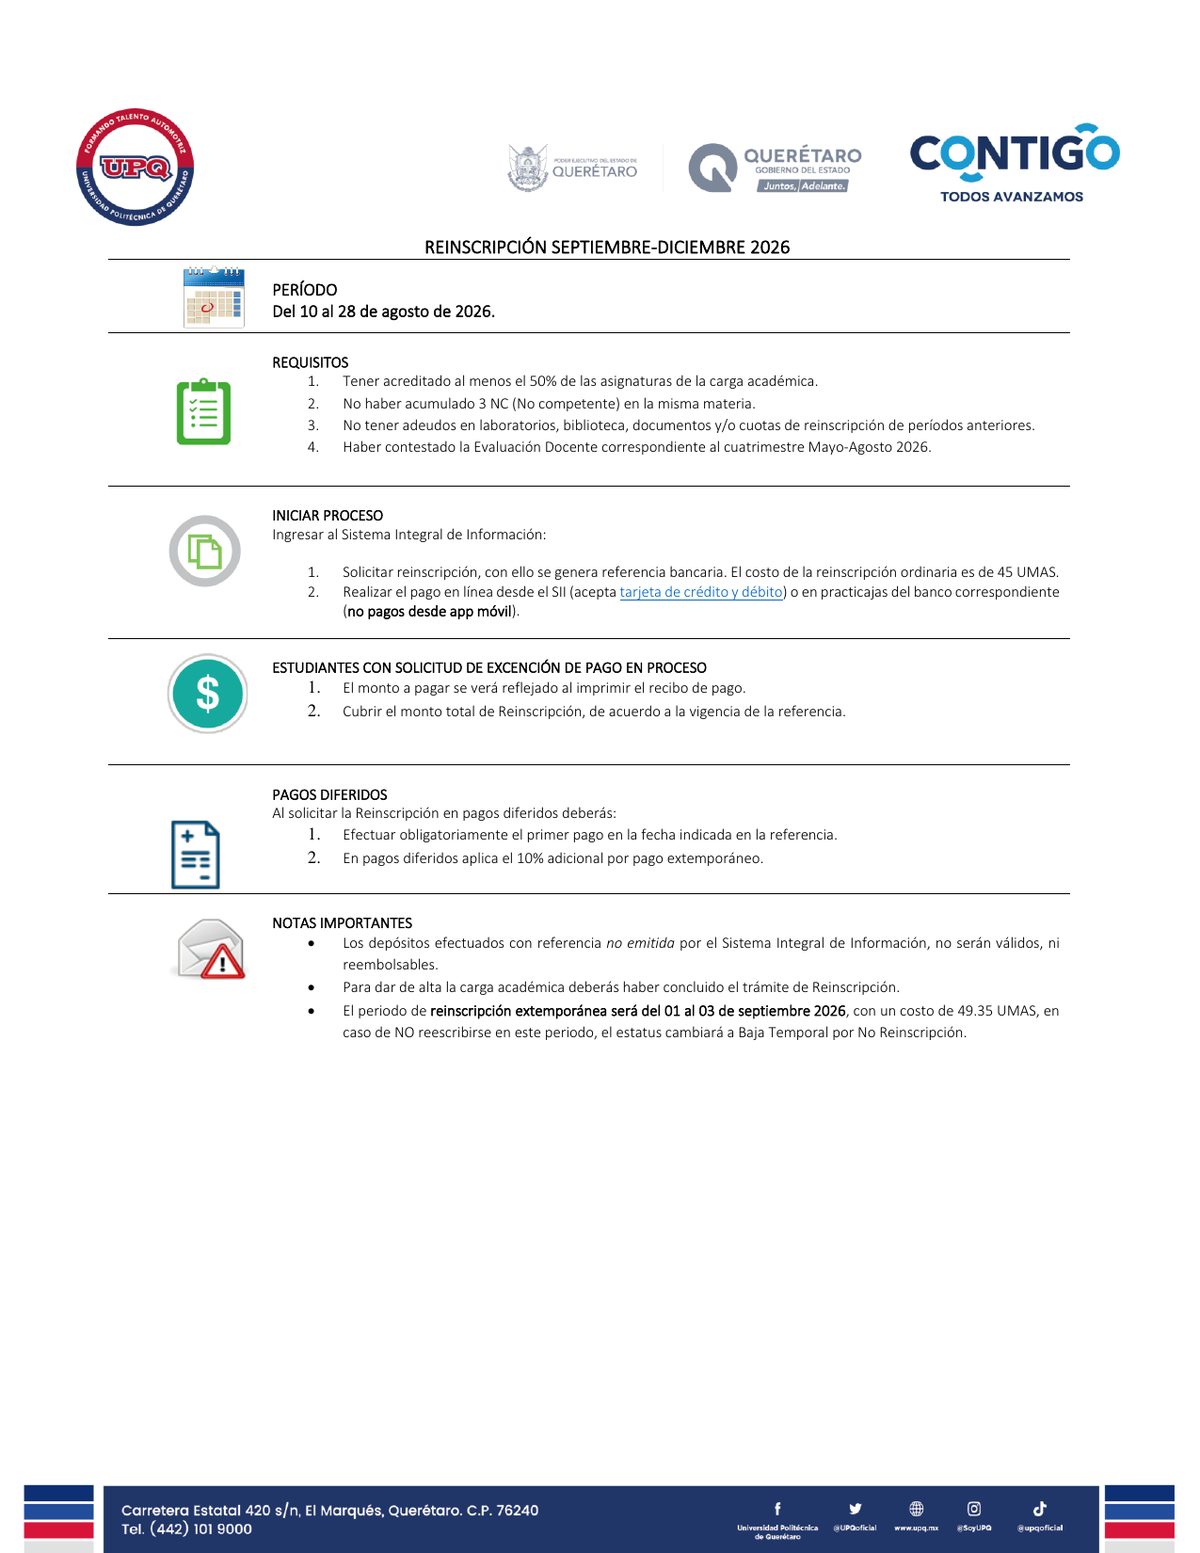 FORMANDO TALENTO AUTOMOTRIZ
UPQ
UNIVERSIDAD POLITÉCNICA DE QUERÉTARO
PODER EJECUTIVO DEL ESTADO DE
QUERÉTARO
QUERÉTARO
GOBIERNO DEL ESTADO
Juntos, Adelante.
CONTIGO
TODOS AVANZAMOS
REINSCRIPCIÓN SEPTIEMBRE-DICIEMBRE 2026
PERÍODO
Del 10 al 28 de agosto de 2026.
REQUISITOS
1. Tener acreditado al menos el 50% de las asignaturas de la carga académica.
2. No haber acumulado 3 NC (No competente) en la misma materia.
3. No tener adeudos en laboratorios, biblioteca, documentos y/o cuotas de reinscripción de períodos anteriores.
4. Haber contestado la Evaluación Docente correspondiente al cuatrimestre Mayo-Agosto 2026.
INICIAR PROCESO
Ingresar al Sistema Integral de Información:
1. Solicitar reinscripción, con ello se genera referencia bancaria. El costo de la reinscripción ordinaria es de 45 UMAS.
2. Realizar el pago en línea desde el SII (acepta tarjeta de crédito y débito) o en practicajas del banco correspondiente
(no pagos desde app móvil).
$
ESTUDIANTES CON SOLICITUD DE EXCENCIÓN DE PAGO EN PROCESO
1. El monto a pagar se verá reflejado al imprimir el recibo de pago.
2. Cubrir el monto total de Reinscripción, de acuerdo a la vigencia de la referencia.
PAGOS DIFERIDOS
Al solicitar la Reinscripción en pagos diferidos deberás:
1. Efectuar obligatoriamente el primer pago en la fecha indicada en la referencia.
2. En pagos diferidos aplica el 10% adicional por pago extemporáneo.
NOTAS IMPORTANTES
• Los depósitos efectuados con referencia no emitida por el Sistema Integral de Información, no serán válidos, ni
reembolsables.
• Para dar de alta la carga académica deberás haber concluido el trámite de Reinscripción.
• El periodo de reinscripción extemporánea será del 01 al 03 de septiembre 2026, con un costo de 49.35 UMAS, en
caso de NO reescribirse en este periodo, el estatus cambiará a Baja Temporal por No Reinscripción.
Carretera Estatal 420 s/n, El Marqués, Querétaro. C.P. 76240
Tel. (442) 101 9000
Universidad Politécnica
de Querétaro
@UPQoficial
www.upq.mx
@SoyUPQ
@upqoficial